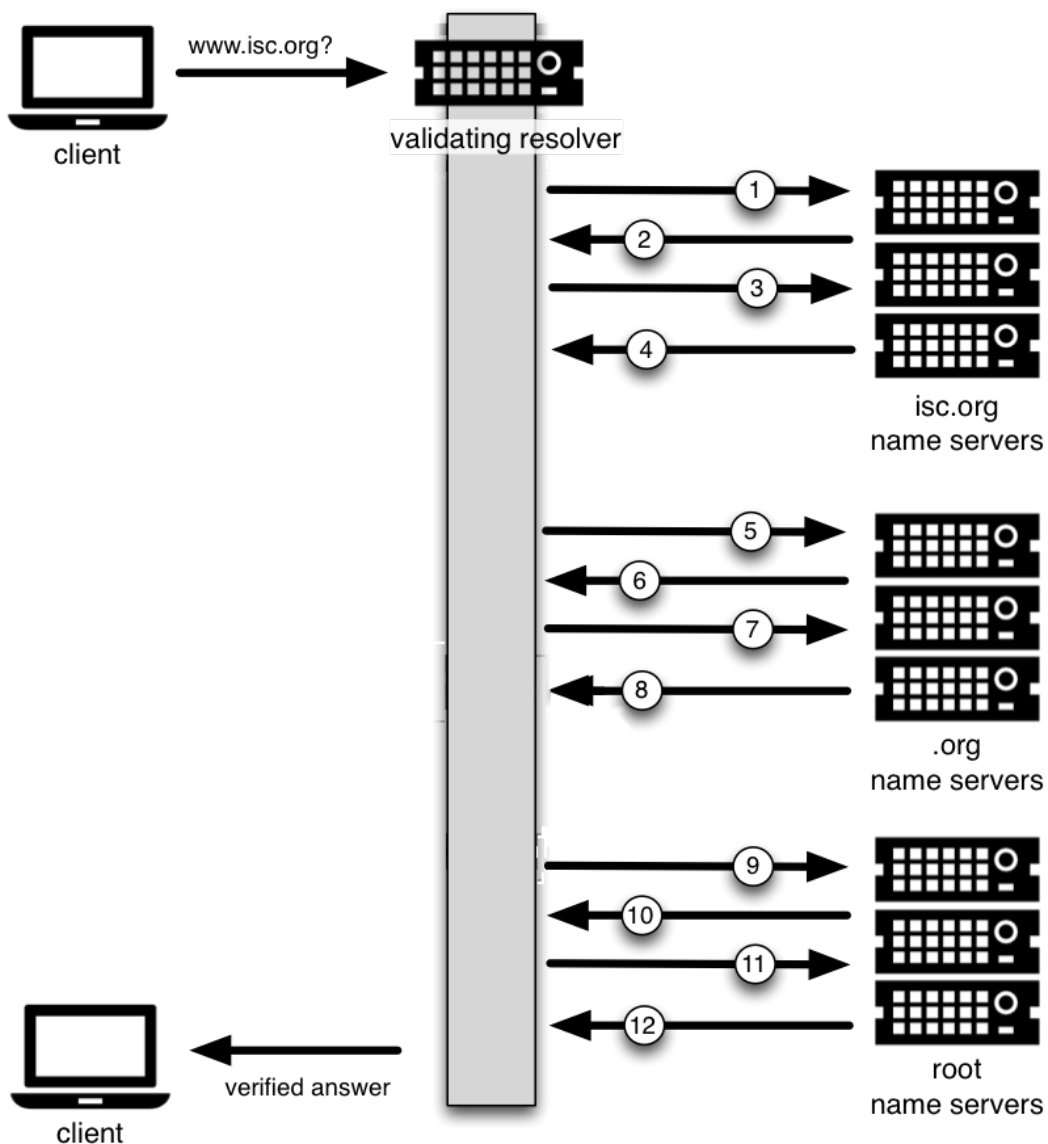 www.isc.org?
client
validating resolver
1
2
3
4
isc.org
name servers
5
6
7
8
.org
name servers
9
10
11
12
root
name servers
verified answer
client